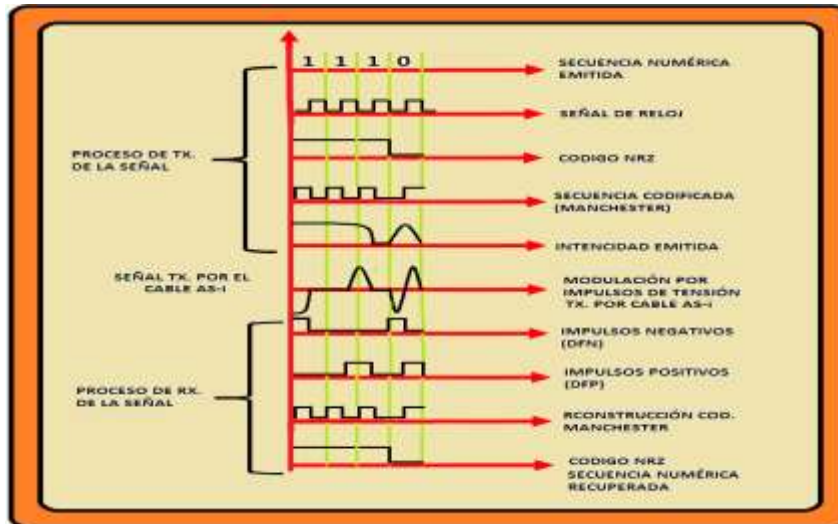 1 1 1 0
SECUENCIA NUMÉRICA
EMITIDA
SEÑAL DE RELOJ
PROCESO DE TX.
DE LA SEÑAL
CODIGO NRZ
SECUENCIA CODIFICADA
(MANCHESTER)
INTENCIDAD EMITIDA
SEÑAL TX. POR EL
CABLE AS-i
MODULACIÓN POR
IMPULSOS DE TENSIÓN
TX. POR CABLE AS-i
IMPULSOS NEGATIVOS
(DFN)
IMPULSOS POSITIVOS
(DFP)
PROCESO DE RX.
DE LA SEÑAL
RCONSTRUCCIÓN COD.
MANCHESTER
CODIGO NRZ
SECUENCIA NUMÉRICA
RECUPERADA